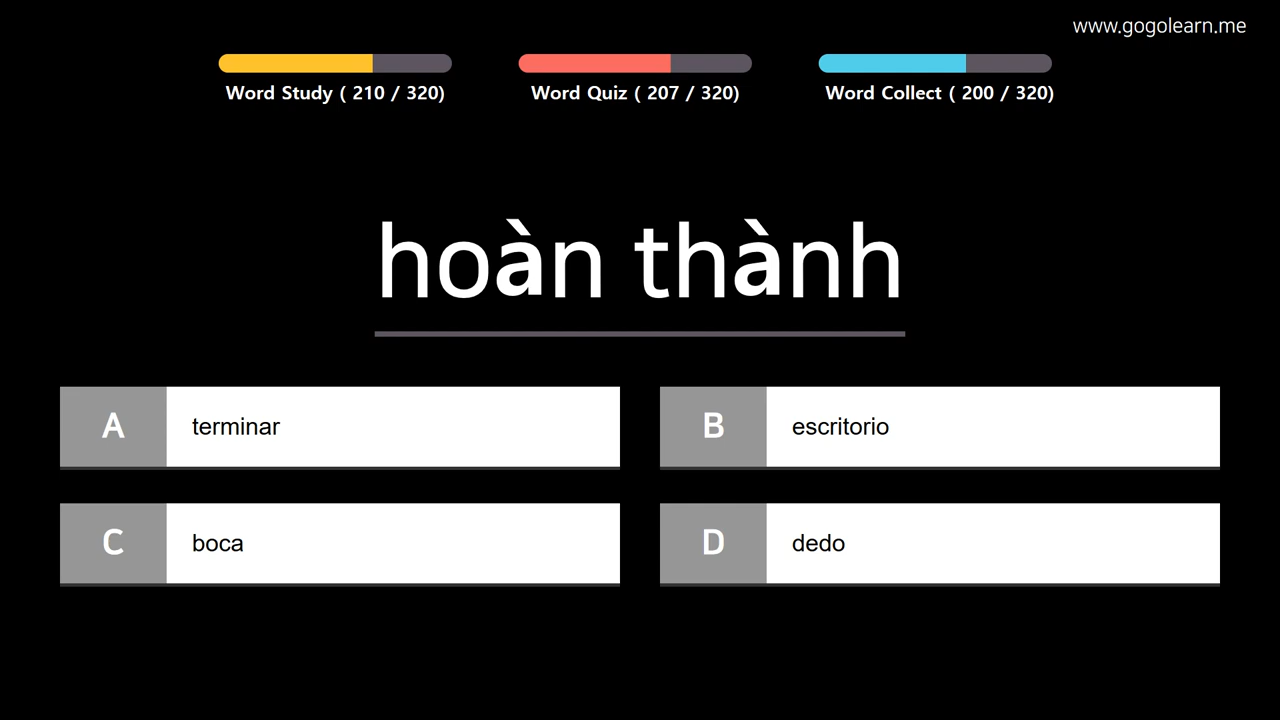 www.gogolearn.me
Word Study ( 210 / 320)
Word Quiz ( 207 / 320)
Word Collect ( 200 / 320)
hoàn thành
A terminar
B escritorio
C boca
D dedo